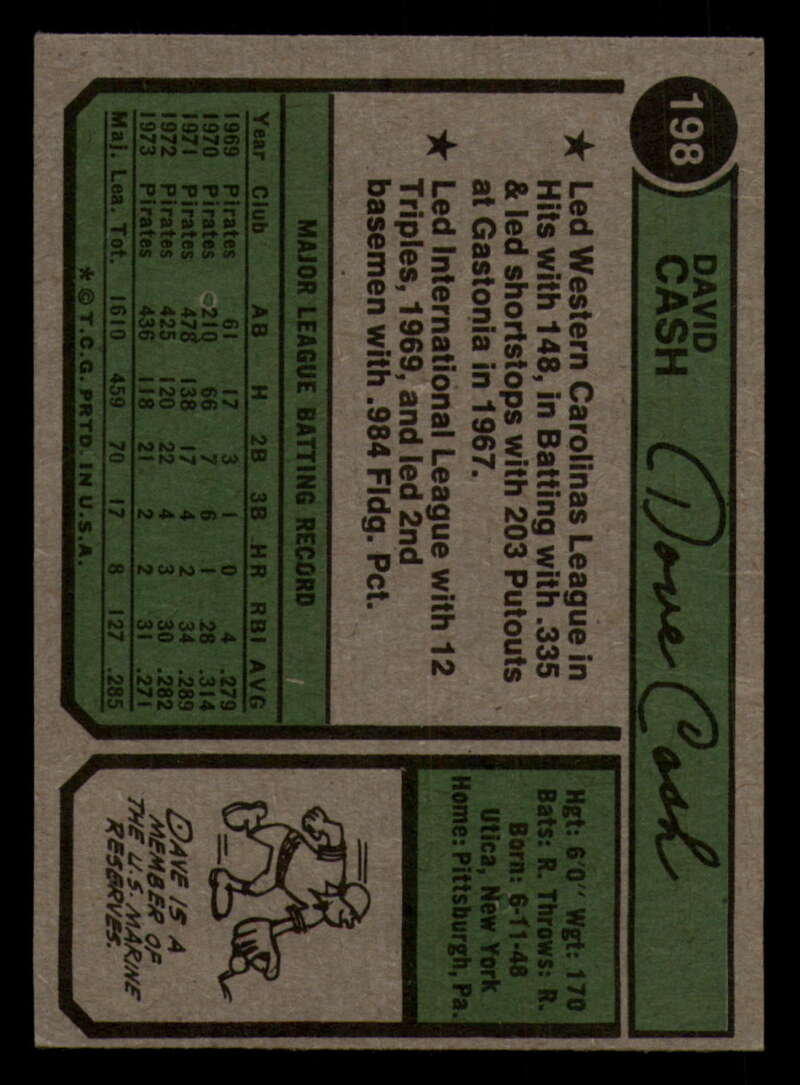 198
DAVID
CASH
Dave Cash
★ Led Western Carolinas League in
Hits with 148, in Batting with .335
& led shortstops with 203 Putouts
at Gastonia in 1967.
★ Led International League with 12
Triples, 1969, and led 2nd
basemen with .984 Fldg. Pct.
MAJOR LEAGUE BATTING RECORD
Year Club AB H 2B 3B HR RBI AVG
1969 Pirates 61 17 3 1 0 4 .279
1970 Pirates 210 66 7 6 1 28 .314
1971 Pirates 478 138 17 4 2 34 .289
1972 Pirates 425 120 22 4 3 30 .282
1973 Pirates 436 118 21 2 2 31 .271
Maj. Lea. Tot. 1610 459 70 17 8 127 .285
* © T.C.G. PRTD. IN U.S.A.
Hgt: 6'0" Wgt: 170
Bats: R. Throws: R.
Born: 6-11-48
Utica, New York
Home: Pittsburgh, Pa.
DAVE IS A
MEMBER OF
THE U.S. MARINE
RESERVES.